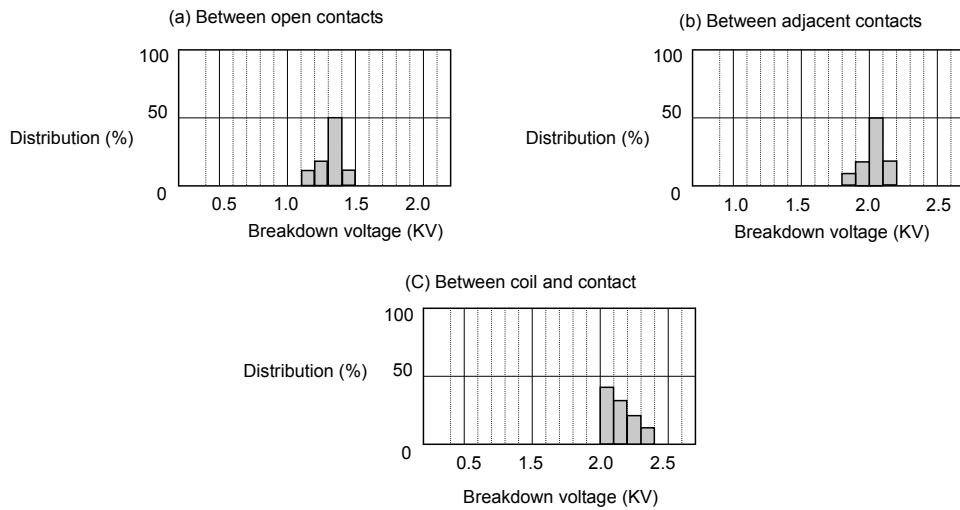 (a) Between open contacts
100
50
Distribution (%)
0
0.5 1.0 1.5 2.0
Breakdown voltage (KV)
(b) Between adjacent contacts
100
50
Distribution (%)
0
1.0 1.5 2.0 2.5
Breakdown voltage (KV)
(C) Between coil and contact
100
50
Distribution (%)
0
0.5 1.5 2.0 2.5
Breakdown voltage (KV)